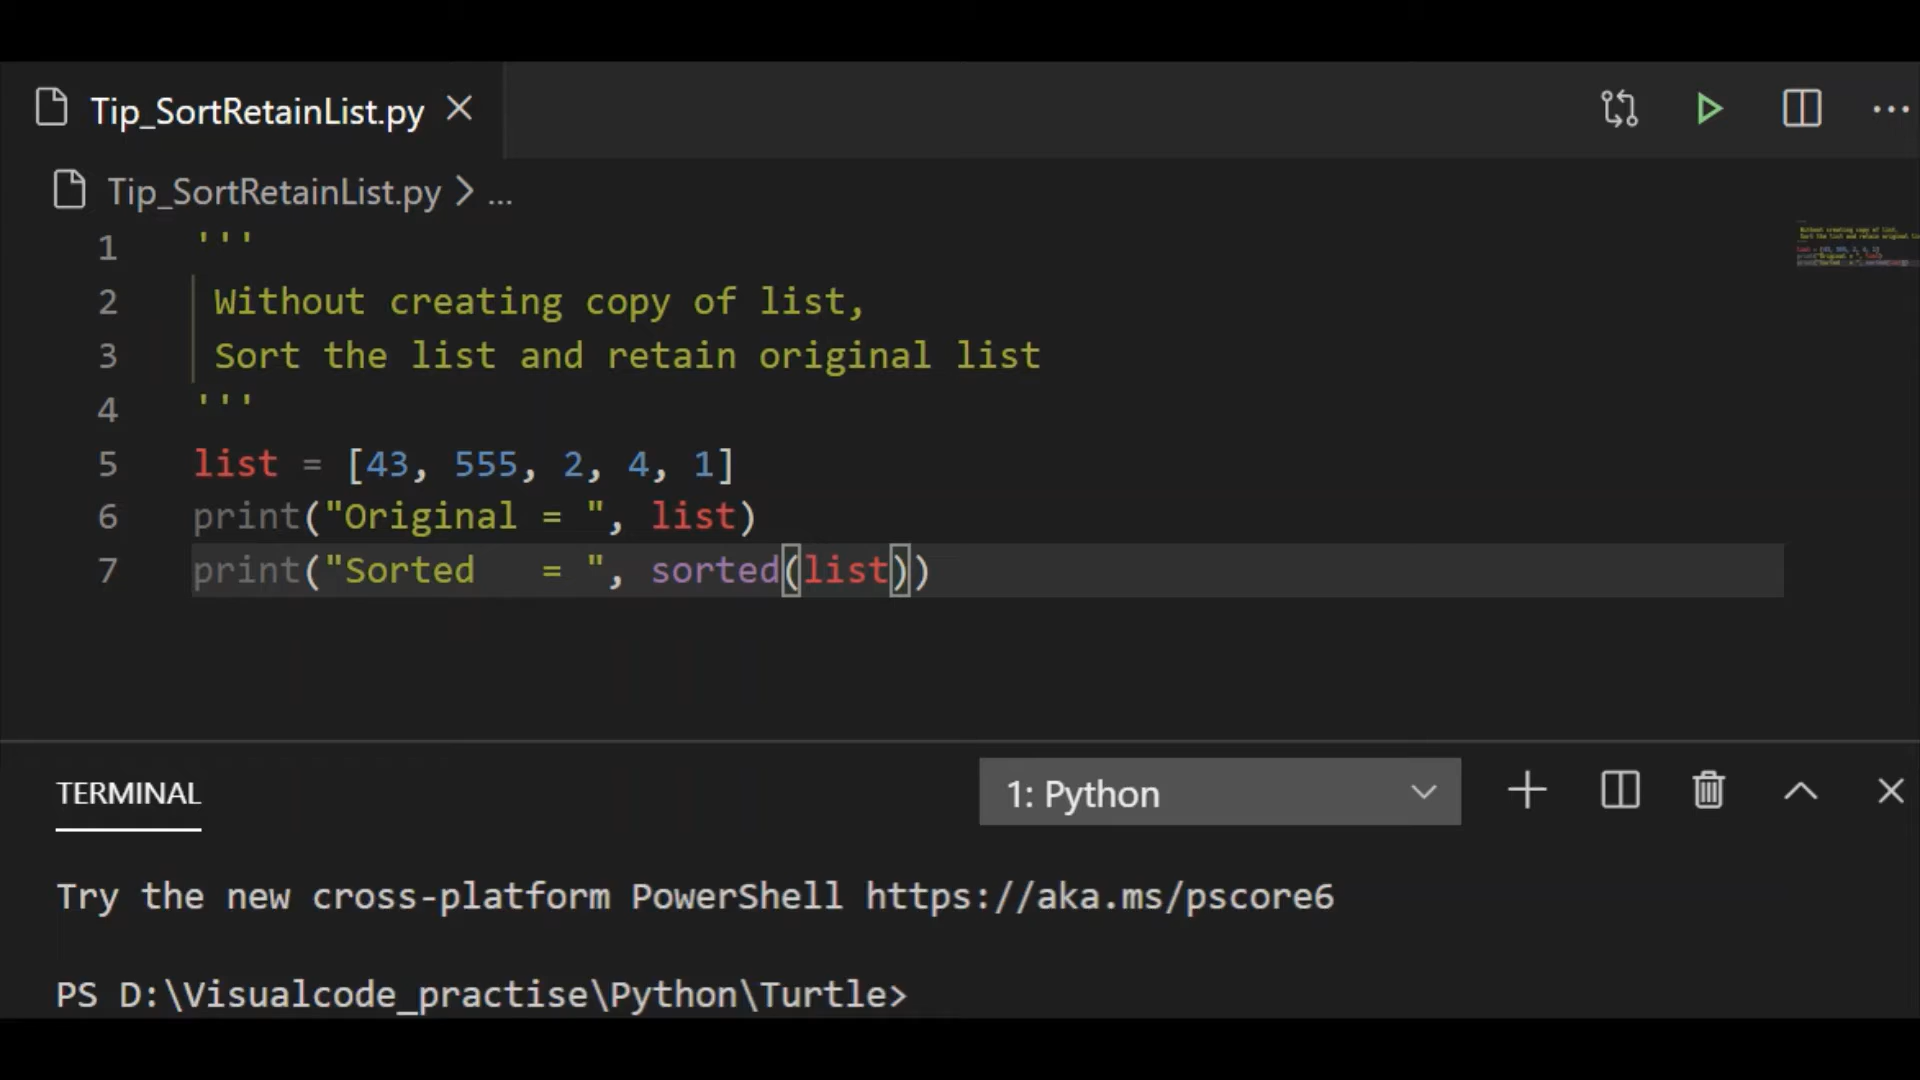 Tip_SortRetainList.py
Tip_SortRetainList.py > ...
1 '''
2 Without creating copy of list,
3 Sort the list and retain original list
4 '''
5 list = [43, 555, 2, 4, 1]
6 print("Original = ", list)
7 print("Sorted   = ", sorted(list))
TERMINAL
1: Python
Try the new cross-platform PowerShell https://aka.ms/pscore6
PS D:\Visualcode_practise\Python\Turtle>